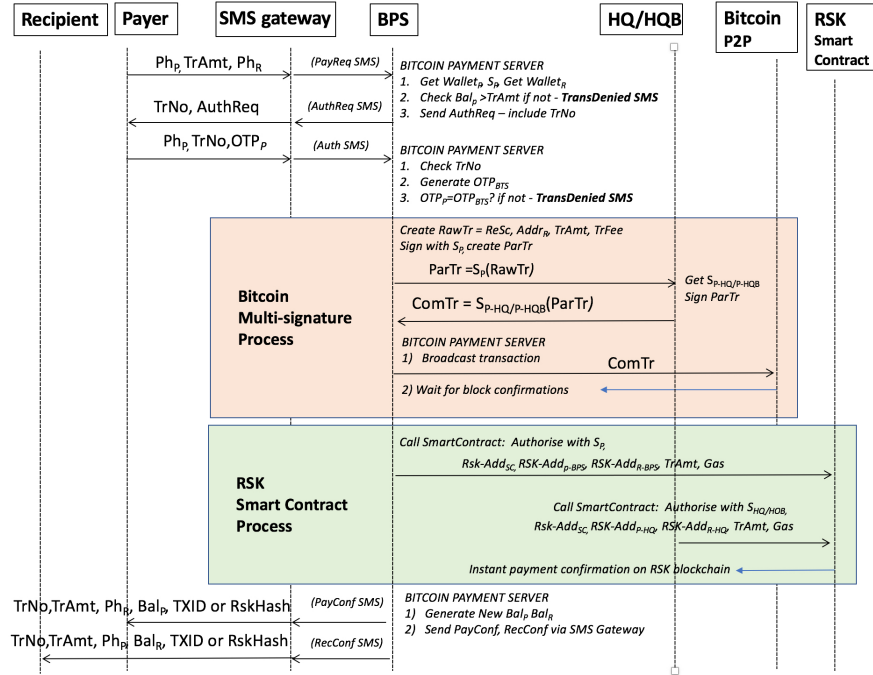 Recipient
Payer
SMS gateway
BPS
HQ/HQB
Bitcoin
P2P
RSK
Smart
Contract
PhP, TrAmt, PhR
(PayReq SMS)
BITCOIN PAYMENT SERVER
1. Get WalletP, SP, Get WalletR
2. Check Balp >TrAmt if not - TransDenied SMS
3. Send AuthReq – include TrNo
TrNo, AuthReq
(AuthReq SMS)
PhP, TrNo,OTPP
(Auth SMS)
BITCOIN PAYMENT SERVER
1. Check TrNo
2. Generate OTPBTS
3. OTPP=OTPBTS? if not - TransDenied SMS
Bitcoin
Multi-signature
Process
Create RawTr = ReSc, AddrR, TrAmt, TrFee
Sign with SP, create ParTr
ParTr =SP(RawTr)
Get SP-HQ/P-HQB
Sign ParTr
ComTr = SP-HQ/P-HQB(ParTr)
BITCOIN PAYMENT SERVER
1) Broadcast transaction
ComTr
2) Wait for block confirmations
RSK
Smart Contract
Process
Call SmartContract: Authorise with SP,
Rsk-AddSC, RSK-Addp-BPS, RSK-AddR-BPS, TrAmt, Gas
Call SmartContract: Authorise with SHQ/HOB,
Rsk-AddSC, RSK-AddP-HQ, RSK-AddR-HQ, TrAmt, Gas
Instant payment confirmation on RSK blockchain
TrNo,TrAmt, PhR, BalP, TXID or RskHash
(PayConf SMS)
BITCOIN PAYMENT SERVER
1) Generate New BalP BalR
2) Send PayConf, RecConf via SMS Gateway
TrNo,TrAmt, PhP, BalR, TXID or RskHash
(RecConf SMS)